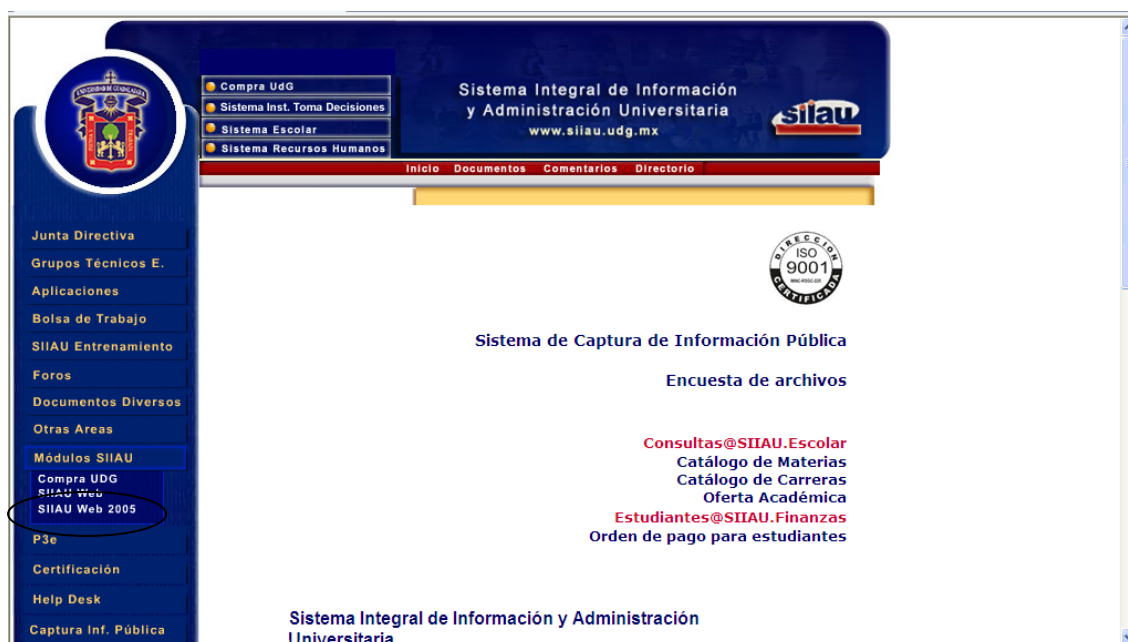 Compra UdG
Sistema Inst. Toma Decisiones
Sistema Escolar
Sistema Recursos Humanos
Sistema Integral de Información
y Administración Universitaria
www.siiau.udg.mx
siiau
Inicio Documentos Comentarios Directorio
Junta Directiva
Grupos Técnicos E.
Aplicaciones
Bolsa de Trabajo
SIIAU Entrenamiento
Foros
Documentos Diversos
Otras Areas
Módulos SIIAU
Compra UDG
SIIAU Web
SIIAU Web 2005
P3e
Certificación
Help Desk
Captura Inf. Pública
DIRECCION
ISO
9001
CERTIFICADA
Sistema de Captura de Información Pública
Encuesta de archivos
Consultas@SIIAU.Escolar
Catálogo de Materias
Catálogo de Carreras
Oferta Académica
Estudiantes@SIIAU.Finanzas
Orden de pago para estudiantes
Sistema Integral de Información y Administración
Universitaria